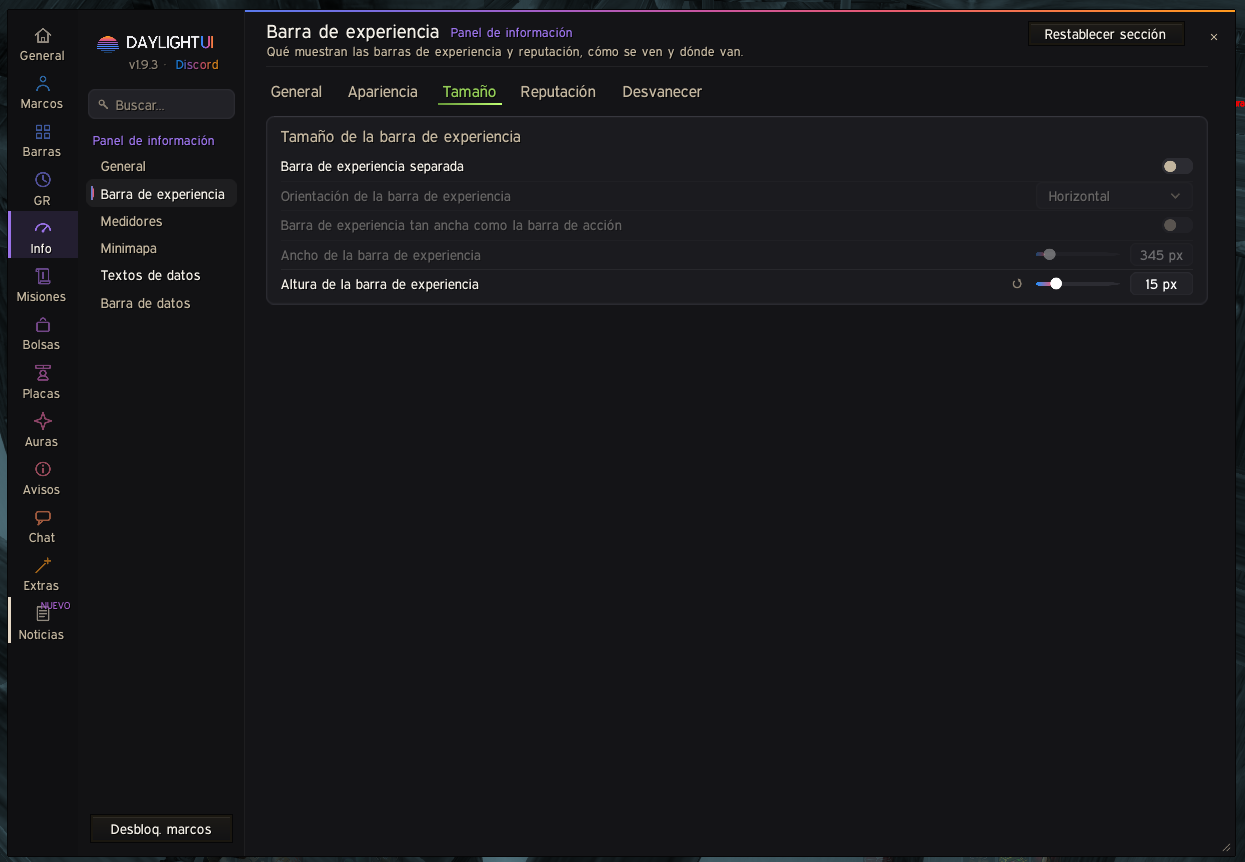 General
Marcos
Barras
GR
Info
Misiones
Bolsas
Placas
Auras
Avisos
Chat
Extras
NUEVO
Noticias
DAYLIGHTUI
v1.9.3 · Discord
Buscar...
Panel de información
General
Barra de experiencia
Medidores
Minimapa
Textos de datos
Barra de datos
Desbloq. marcos
Barra de experiencia Panel de información
Qué muestran las barras de experiencia y reputación, cómo se ven y dónde van.
Restablecer sección
×
General Apariencia Tamaño Reputación Desvanecer
Tamaño de la barra de experiencia
Barra de experiencia separada
Orientación de la barra de experiencia Horizontal
Barra de experiencia tan ancha como la barra de acción
Ancho de la barra de experiencia 345 px
Altura de la barra de experiencia 15 px